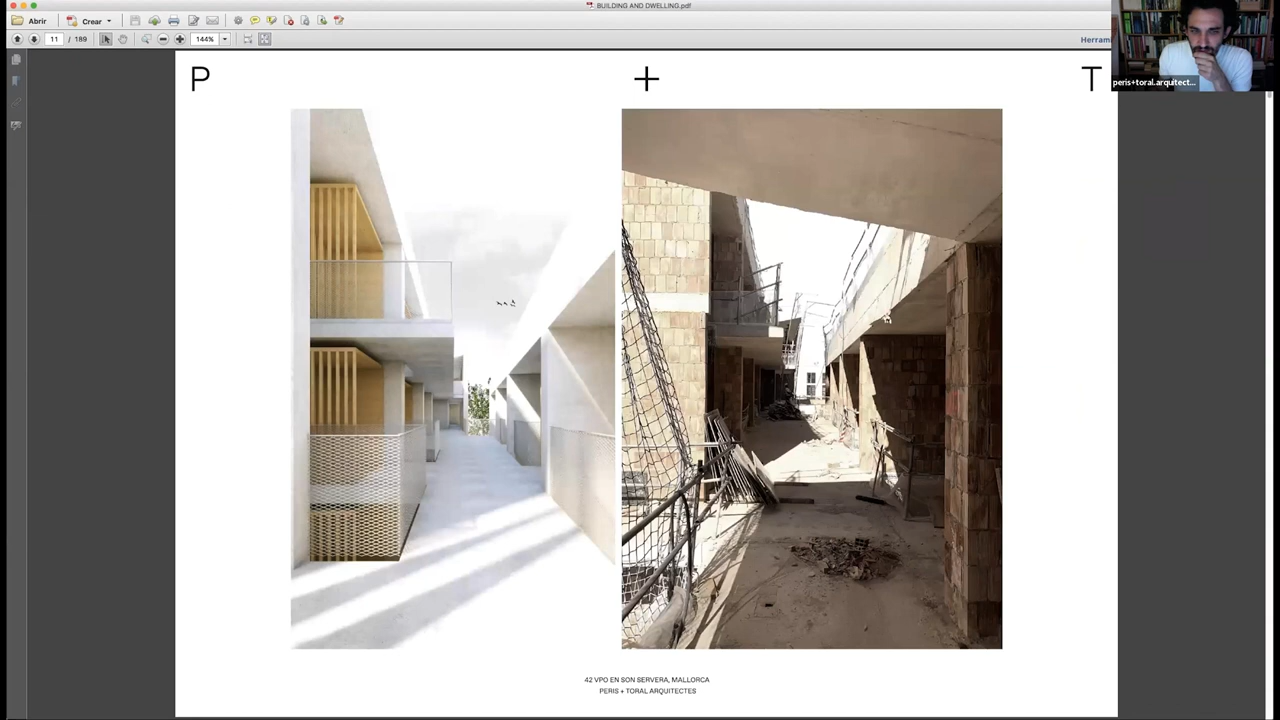 BUILDING AND DWELLING.pdf
Abrir
Crear
11 / 189
144%
Herrami
peris+toral.arquitect...
P + T
42 VPO EN SON SERVERA, MALLORCA
PERIS + TORAL ARQUITECTES